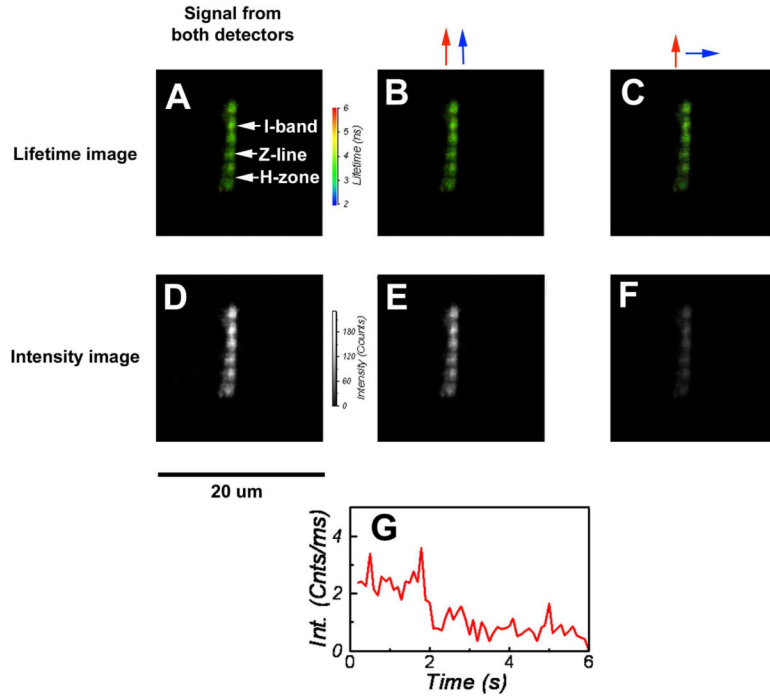 Signal from
both detectors
A
B
C
I-band
Z-line
H-zone
6
5
4
3
2
Lifetime (ns)
Lifetime image
D
E
F
180
120
60
0
Intensity (Counts)
Intensity image
20 um
G
4
2
0
Int. (Cnts/ms)
0 2 4 6
Time (s)